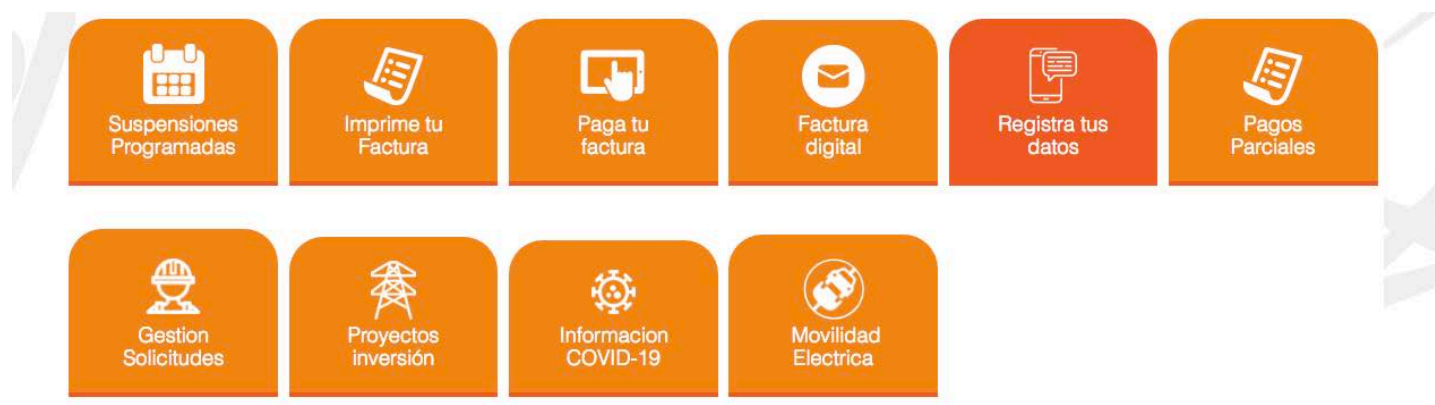 Suspensiones
Programadas
Imprime tu
Factura
Paga tu
factura
Factura
digital
Registra tus
datos
Pagos
Parciales
Gestion
Solicitudes
Proyectos
inversión
Informacion
COVID-19
Movilidad
Electrica